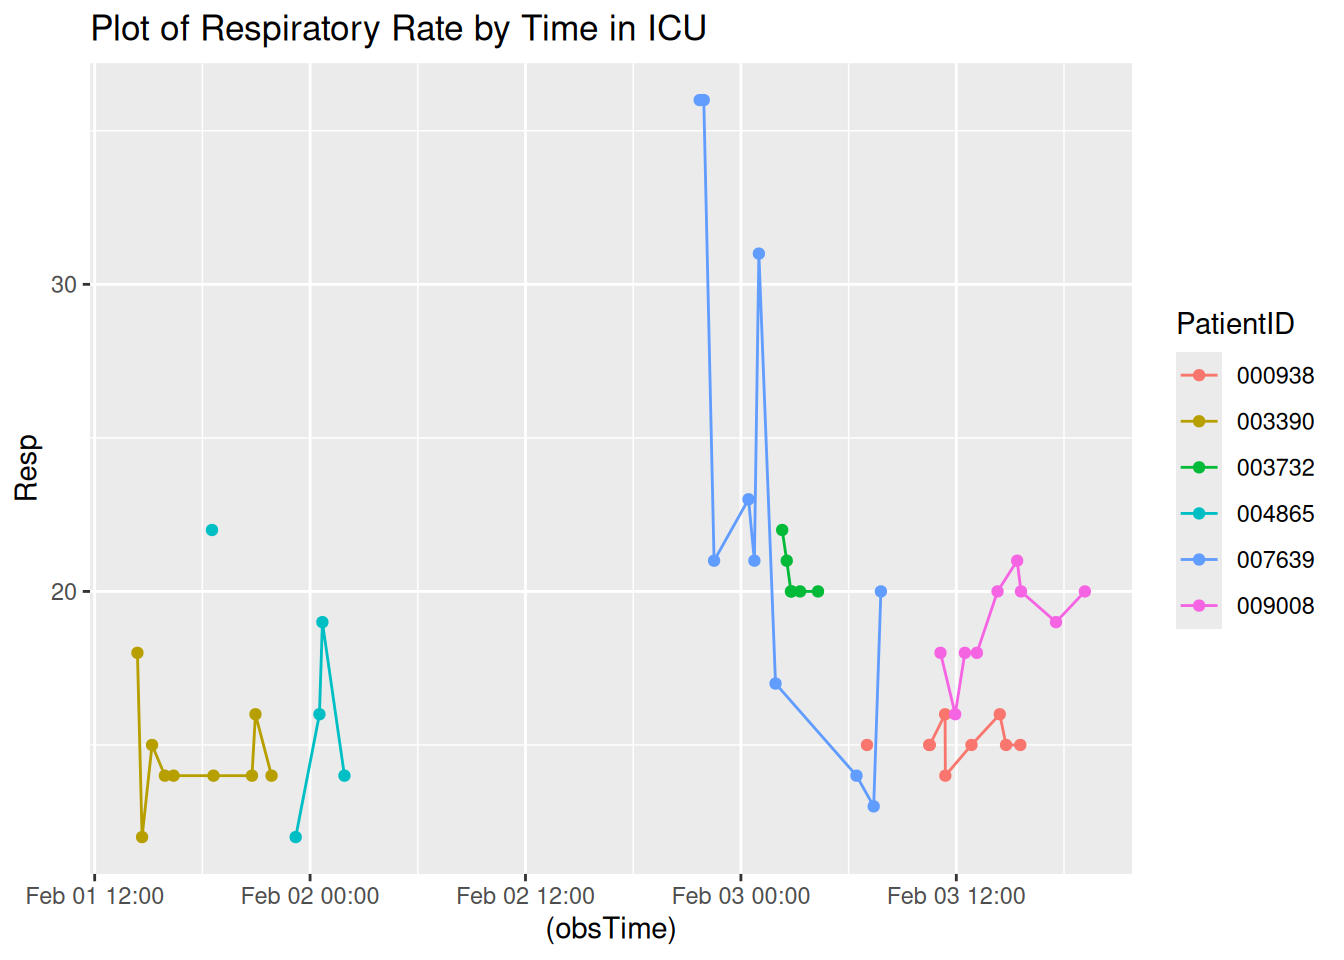 Plot of Respiratory Rate by Time in ICU
Resp
30
20
Feb 01 12:00
Feb 02 00:00
Feb 02 12:00
Feb 03 00:00
Feb 03 12:00
(obsTime)
PatientID
000938
003390
003732
004865
007639
009008